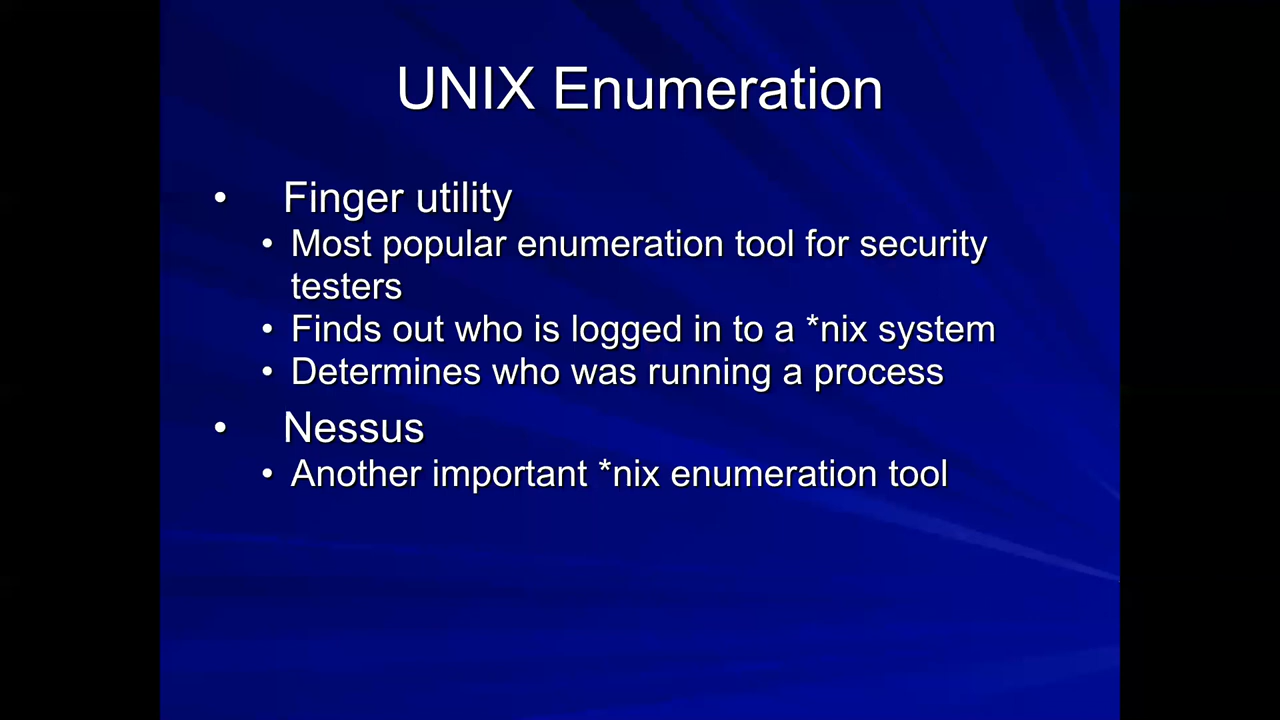 UNIX Enumeration
• Finger utility
• Most popular enumeration tool for security
testers
• Finds out who is logged in to a *nix system
• Determines who was running a process
• Nessus
• Another important *nix enumeration tool